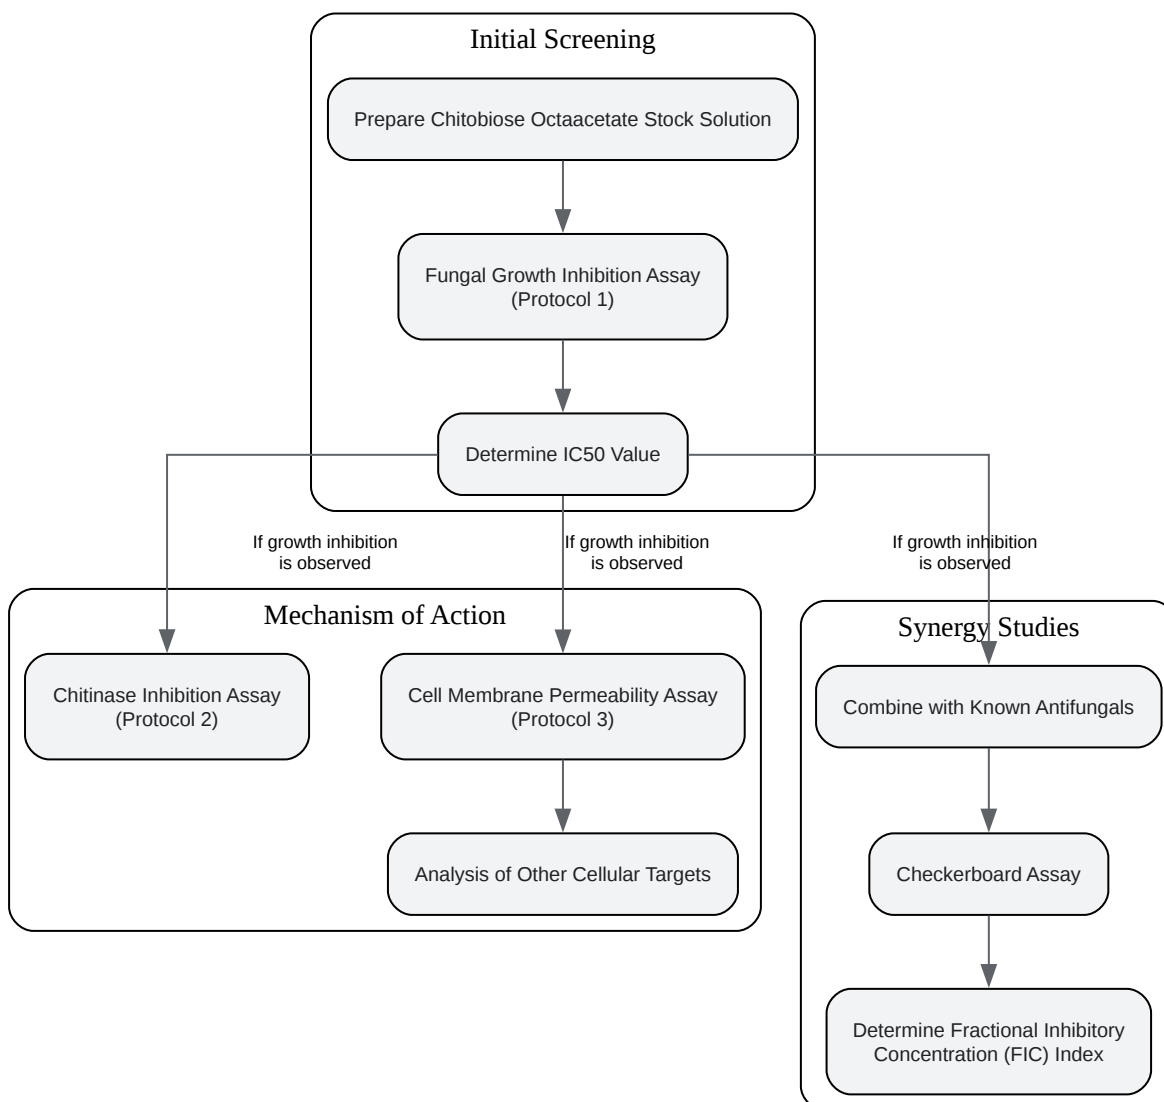 Initial Screening
Prepare Chitobiose Octaacetate Stock Solution
Fungal Growth Inhibition Assay
(Protocol 1)
Determine IC50 Value
If growth inhibition
is observed
If growth inhibition
is observed
If growth inhibition
is observed
Mechanism of Action
Chitinase Inhibition Assay
(Protocol 2)
Cell Membrane Permeability Assay
(Protocol 3)
Analysis of Other Cellular Targets
Synergy Studies
Combine with Known Antifungals
Checkerboard Assay
Determine Fractional Inhibitory
Concentration (FIC) Index